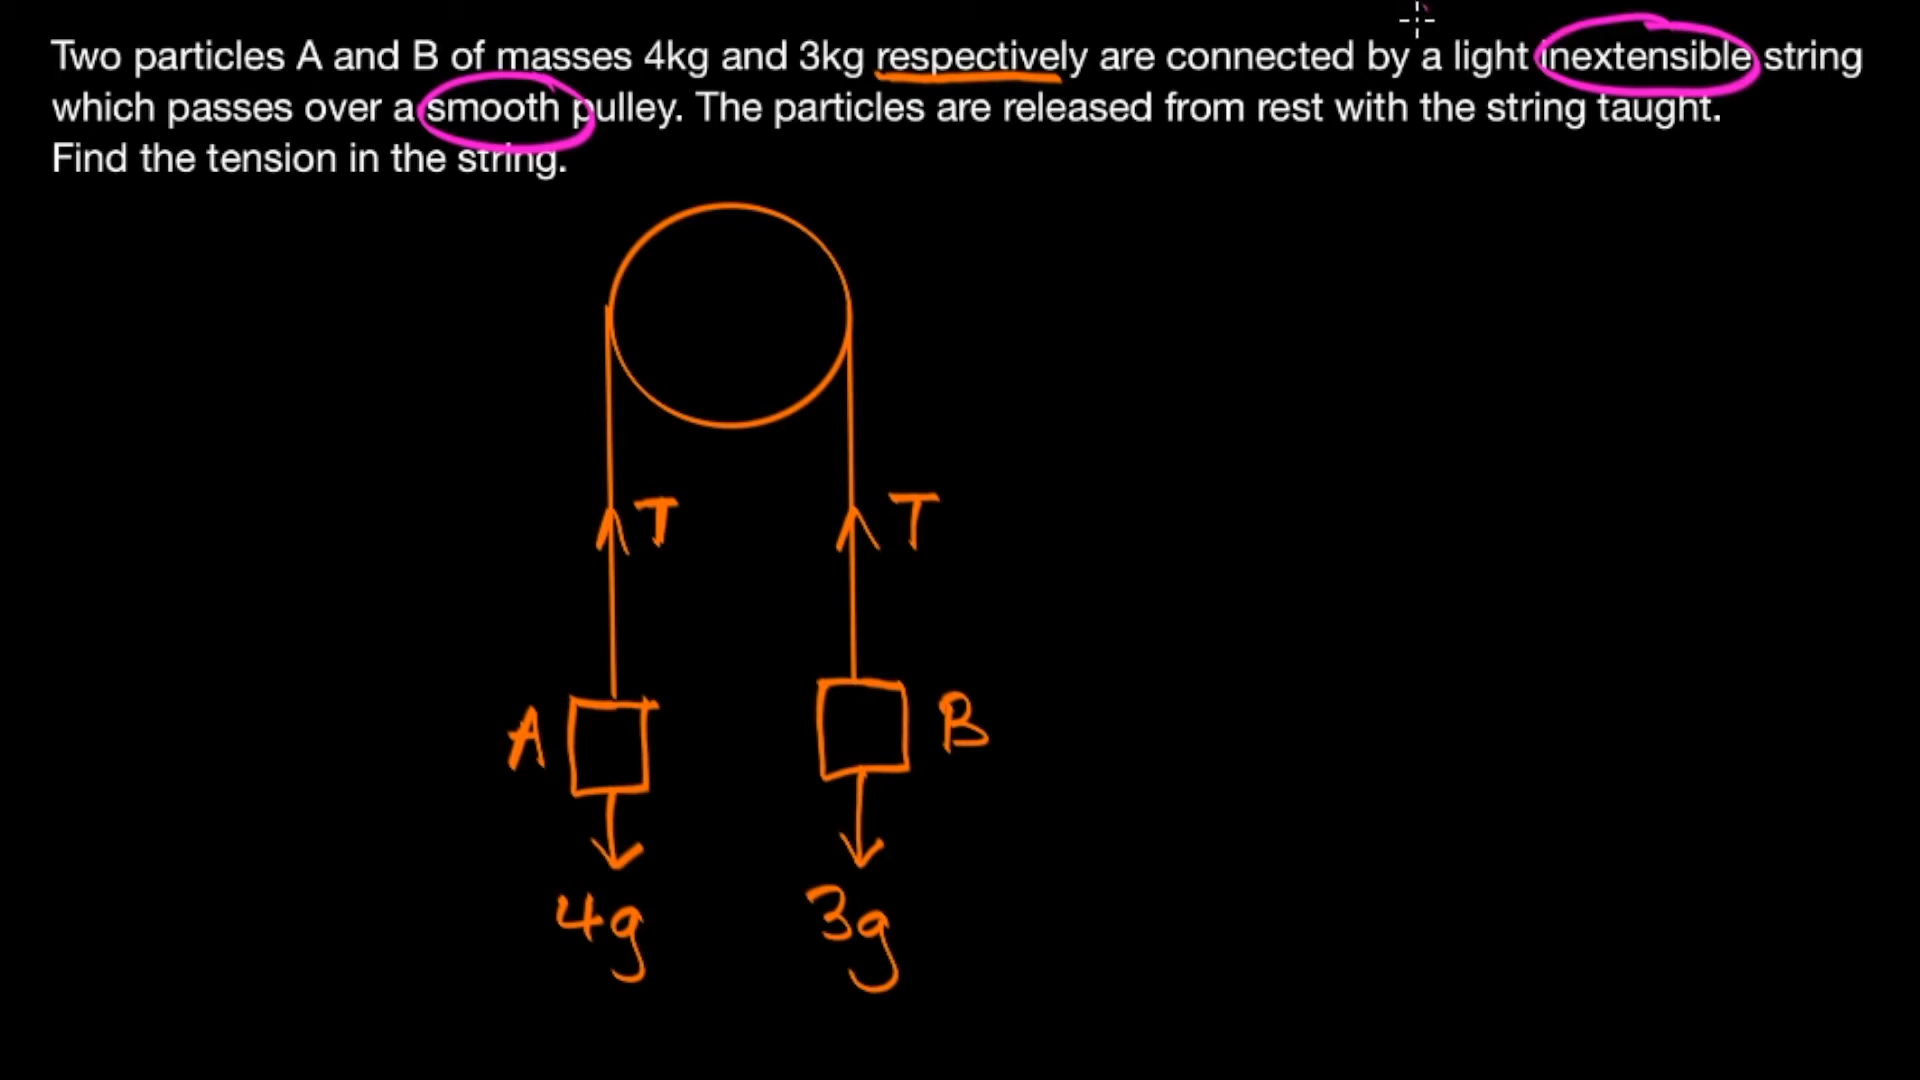 Two particles A and B of masses 4kg and 3kg respectively are connected by a light inextensible string
which passes over a smooth pulley. The particles are released from rest with the string taught.
Find the tension in the string.
T T
A B
4g 3g